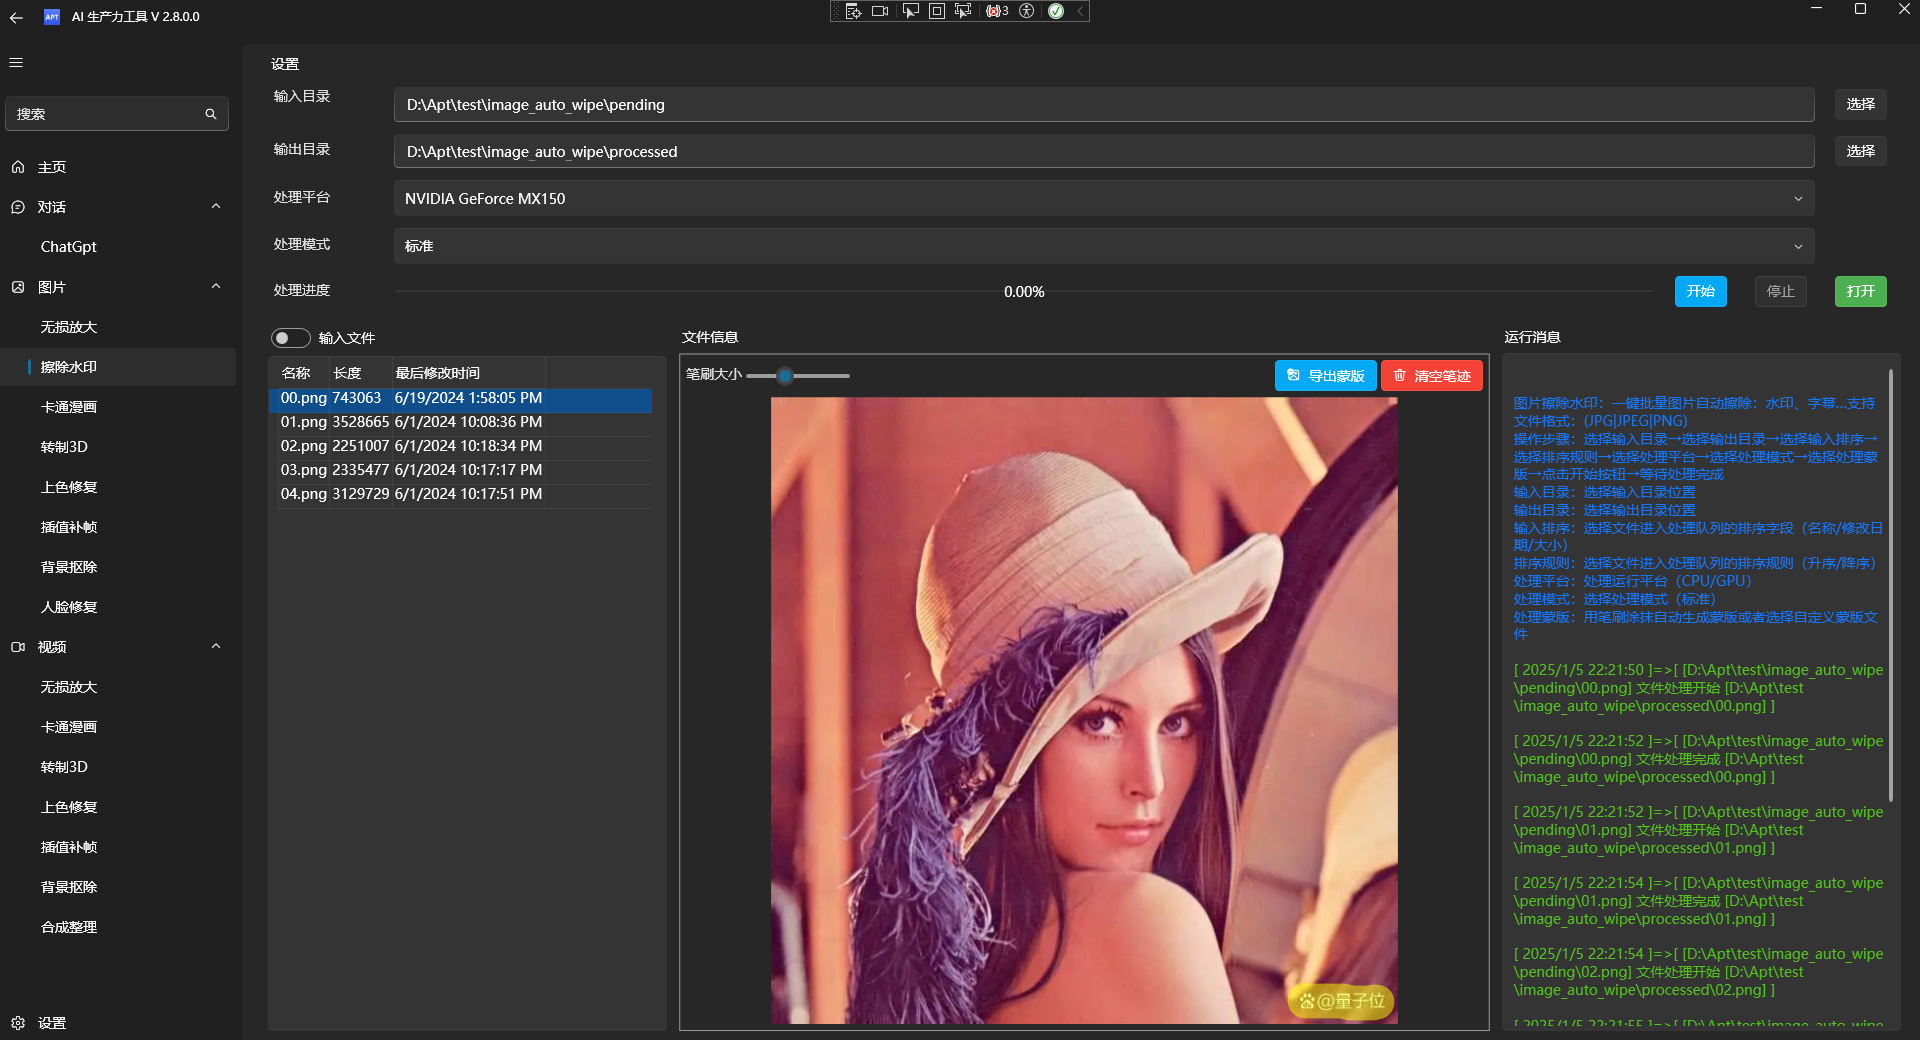 AI 生产力工具 V 2.8.0.0
搜索
主页
对话
ChatGpt
图片
无损放大
擦除水印
卡通漫画
转制3D
上色修复
插值补帧
背景抠除
人脸修复
视频
无损放大
卡通漫画
转制3D
上色修复
插值补帧
背景抠除
合成整理
设置
3
设置
输入目录
D:\Apt\test\image_auto_wipe\pending
选择
输出目录
D:\Apt\test\image_auto_wipe\processed
选择
处理平台
NVIDIA GeForce MX150
处理模式
标准
处理进度
0.00%
开始
停止
打开
输入文件
名称 长度 最后修改时间
00.png 743063 6/19/2024 1:58:05 PM
01.png 3528665 6/1/2024 10:08:36 PM
02.png 2251007 6/1/2024 10:18:34 PM
03.png 2335477 6/1/2024 10:17:17 PM
04.png 3129729 6/1/2024 10:17:51 PM
文件信息
笔刷大小
导出蒙版
清空笔迹
@量子位
运行消息
图片擦除水印：一键批量图片自动擦除：水印、字幕...支持
文件格式：(JPG|JPEG|PNG)
操作步骤：选择输入目录→选择输出目录→选择输入排序→
选择排序规则→选择处理平台→选择处理模式→选择处理蒙
版→点击开始按钮→等待处理完成
输入目录：选择输入目录位置
输出目录：选择输出目录位置
输入排序：选择文件进入处理队列的排序字段（名称/修改日
期/大小）
排序规则：选择文件进入处理队列的排序规则（升序/降序）
处理平台：处理运行平台（CPU/GPU）
处理模式：选择处理模式（标准）
处理蒙版：用笔刷涂抹自动生成蒙版或者选择自定义蒙版文
件
[ 2025/1/5 22:21:50 ]=>[ [D:\Apt\test\image_auto_wipe
\pending\00.png] 文件处理开始 [D:\Apt\test
\image_auto_wipe\processed\00.png] ]
[ 2025/1/5 22:21:52 ]=>[ [D:\Apt\test\image_auto_wipe
\pending\00.png] 文件处理完成 [D:\Apt\test
\image_auto_wipe\processed\00.png] ]
[ 2025/1/5 22:21:52 ]=>[ [D:\Apt\test\image_auto_wipe
\pending\01.png] 文件处理开始 [D:\Apt\test
\image_auto_wipe\processed\01.png] ]
[ 2025/1/5 22:21:54 ]=>[ [D:\Apt\test\image_auto_wipe
\pending\01.png] 文件处理完成 [D:\Apt\test
\image_auto_wipe\processed\01.png] ]
[ 2025/1/5 22:21:54 ]=>[ [D:\Apt\test\image_auto_wipe
\pending\02.png] 文件处理开始 [D:\Apt\test
\image_auto_wipe\processed\02.png] ]
[ 2025/1/5 22:21:55 ]=>[ [D:\Apt\test\image_auto_wipe